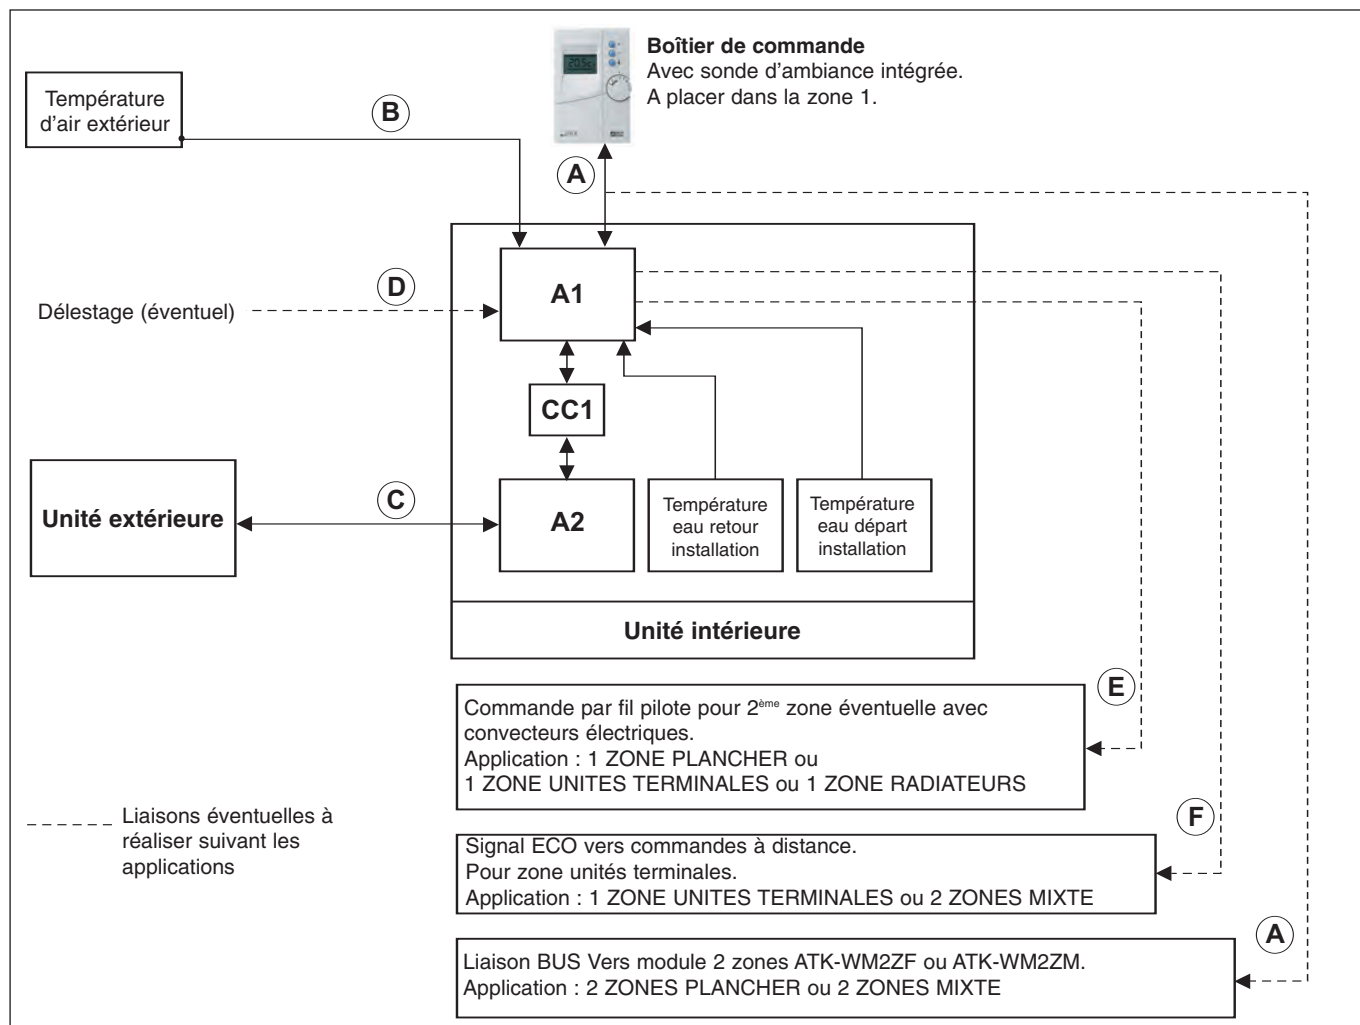 Boîtier de commande
Avec sonde d'ambiance intégrée.
A placer dans la zone 1.
Température
d'air extérieur
B
A
D
Délestage (éventuel)
A1
CC1
A2
C
Unité extérieure
Température
eau retour
installation
Température
eau départ
installation
Unité intérieure
E
Commande par fil pilote pour 2ème zone éventuelle avec
convecteurs électriques.
Application : 1 ZONE PLANCHER ou
1 ZONE UNITES TERMINALES ou 1 ZONE RADIATEURS
F
Signal ECO vers commandes à distance.
Pour zone unités terminales.
Application : 1 ZONE UNITES TERMINALES ou 2 ZONES MIXTE
A
Liaison BUS Vers module 2 zones ATK-WM2ZF ou ATK-WM2ZM.
Application : 2 ZONES PLANCHER ou 2 ZONES MIXTE
Liaisons éventuelles à
réaliser suivant les
applications